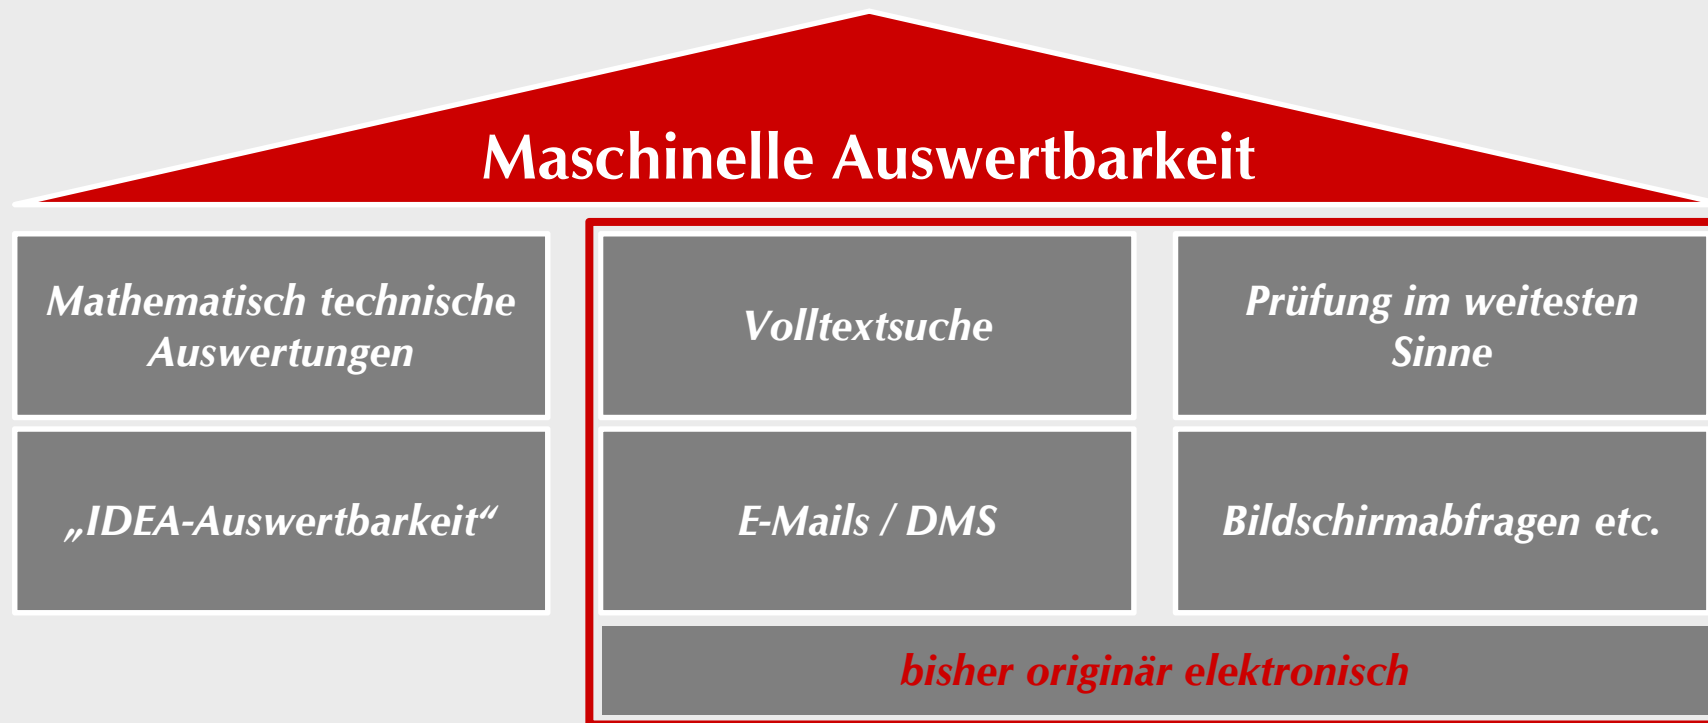 Maschinelle Auswertbarkeit
Mathematisch technische
Auswertungen
Volltextsuche
Prüfung im weitesten
Sinne
„IDEA-Auswertbarkeit“
E-Mails / DMS
Bildschirmabfragen etc.
bisher originär elektronisch